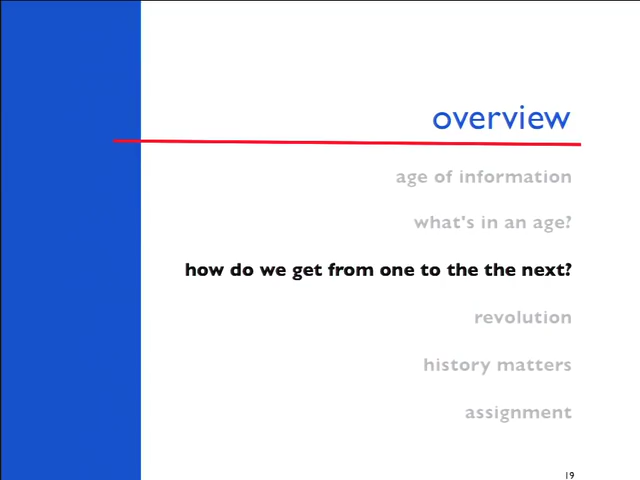 overview
age of information
what's in an age?
how do we get from one to the the next?
revolution
history matters
assignment
19